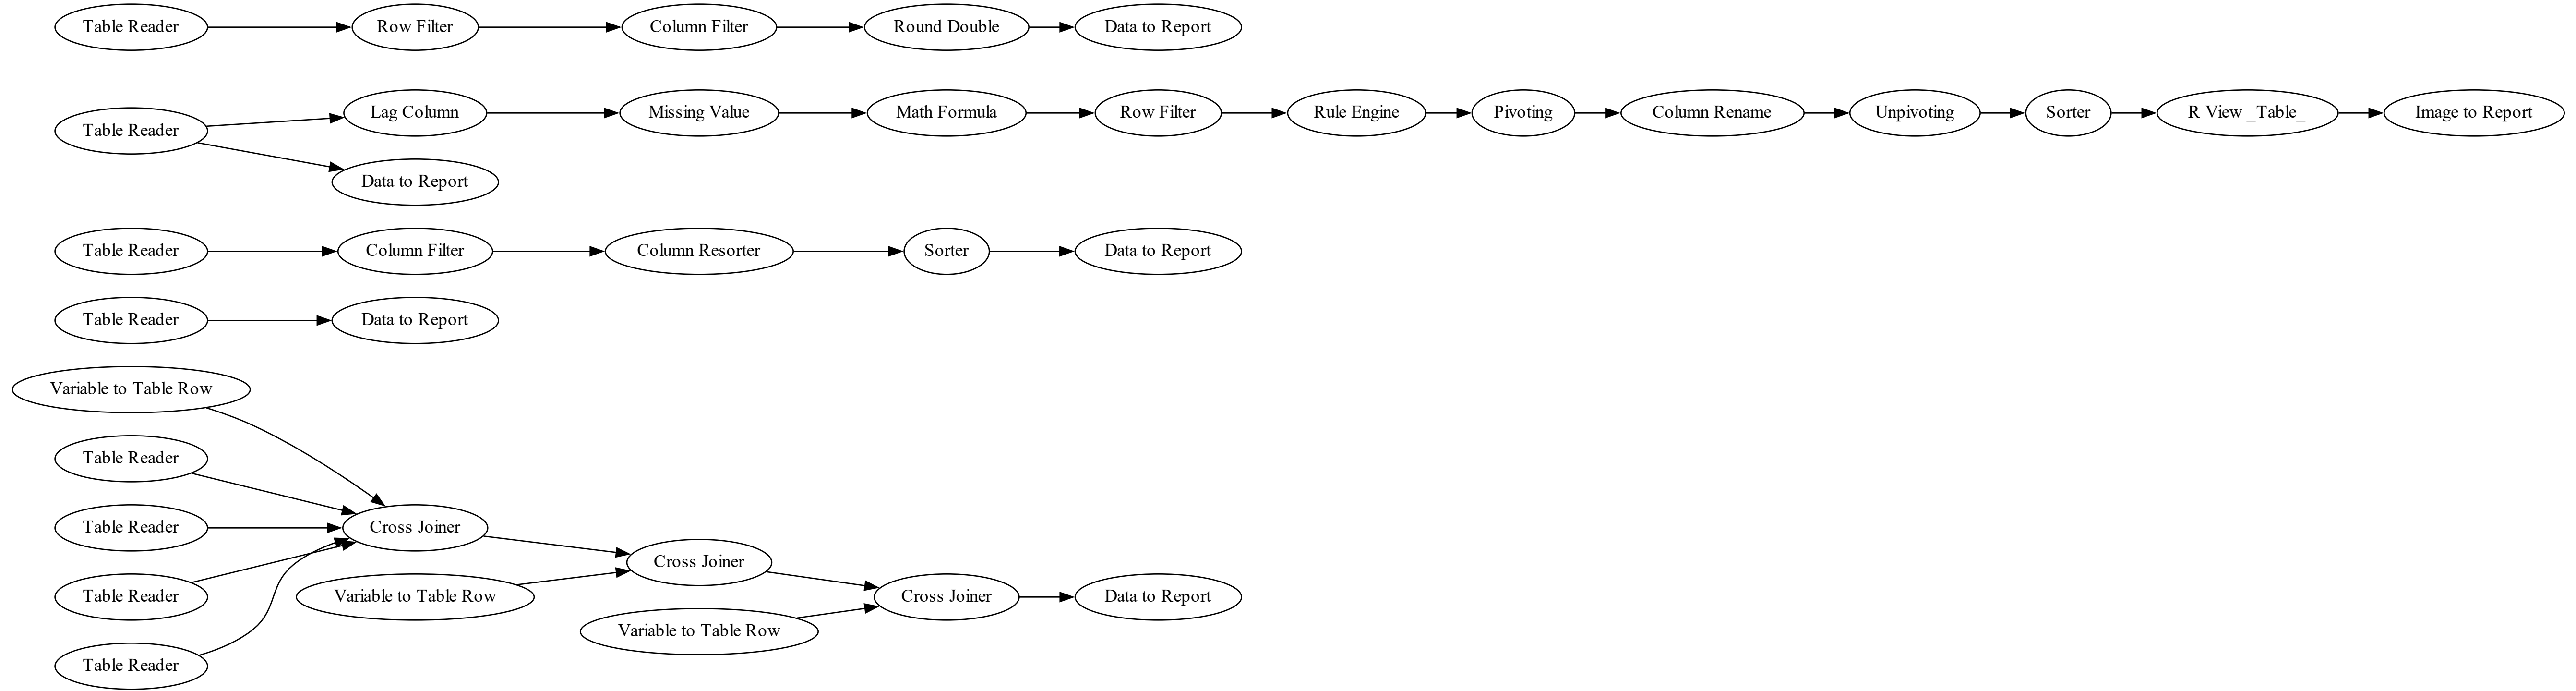 Table Reader
Row Filter
Column Filter
Round Double
Data to Report
Table Reader
Lag Column
Missing Value
Math Formula
Row Filter
Rule Engine
Pivoting
Column Rename
Unpivoting
Sorter
R View _Table_
Image to Report
Data to Report
Table Reader
Column Filter
Column Resorter
Sorter
Data to Report
Table Reader
Data to Report
Variable to Table Row
Table Reader
Table Reader
Cross Joiner
Cross Joiner
Table Reader
Variable to Table Row
Cross Joiner
Data to Report
Variable to Table Row
Table Reader